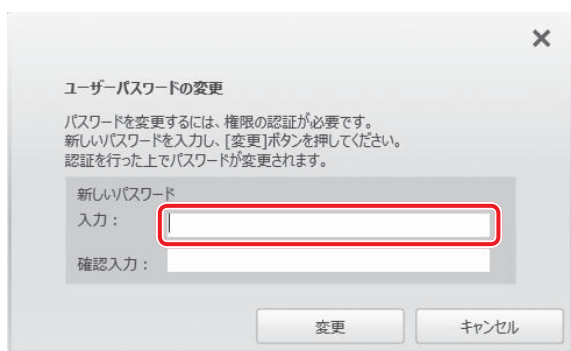 ユーザーパスワードの変更
パスワードを変更するには、権限の認証が必要です。
新しいパスワードを入力し、[変更]ボタンを押してください。
認証を行った上でパスワードが変更されます。
新しいパスワード
入力：
確認入力：
変更
キャンセル